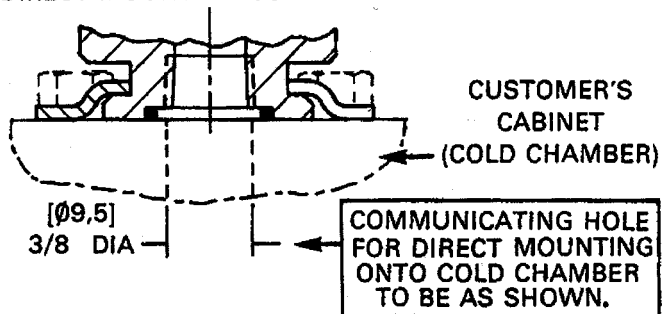 CUSTOMER'S
CABINET
(COLD CHAMBER)
[Ø9,5]
3/8 DIA
COMMUNICATING HOLE
FOR DIRECT MOUNTING
ONTO COLD CHAMBER
TO BE AS SHOWN.